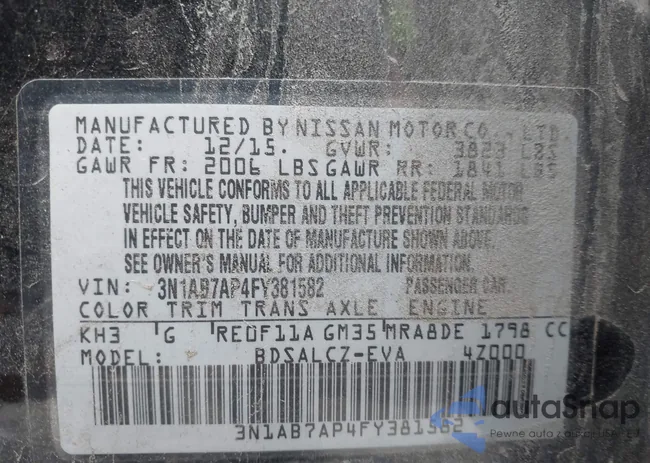 MANUFACTURED BY NISSAN MOTOR CO., LTD.
DATE: 12/15. GVWR: 3823 LBS
GAWR FR: 2006 LBS GAWR RR: 1841 LBS
THIS VEHICLE CONFORMS TO ALL APPLICABLE FEDERAL MOTOR
VEHICLE SAFETY, BUMPER AND THEFT PREVENTION STANDARDS
IN EFFECT ON THE DATE OF MANUFACTURE SHOWN ABOVE.
SEE OWNER'S MANUAL FOR ADDITIONAL INFORMATION.
VIN: 3N1AB7AP4FY381582 PASSENGER CAR.
COLOR TRIM TRANS AXLE ENGINE
KH3 'G 'RE0F11A GM35'MRA8DE 1798 CC
MODEL: BDSALCZ-EVA 4Z000
3N1AB7AP4FY381582
autoSnap
Pewne auto z